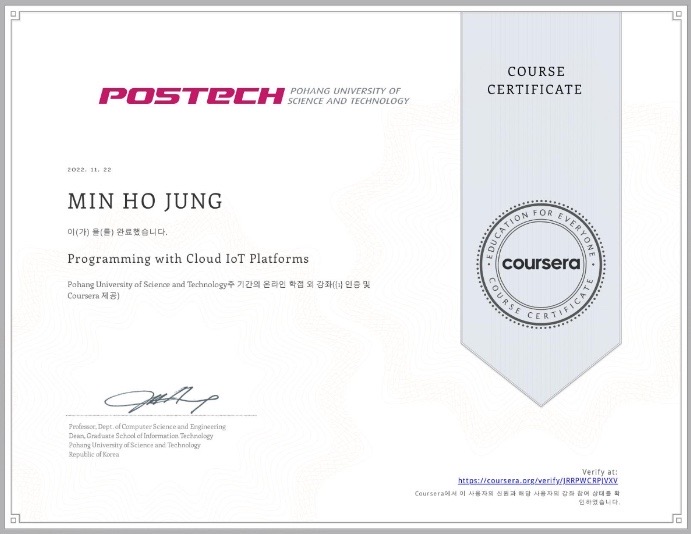 POSTECH
POHANG UNIVERSITY OF
SCIENCE AND TECHNOLOGY
COURSE
CERTIFICATE
2022. 11. 22
MIN HO JUNG
이(가) 을(를) 완료했습니다.
Programming with Cloud IoT Platforms
Pohang University of Science and Technology주 기간의 온라인 학점 외 강좌([i] 인증 및
Coursera 제공)
EDUCATION FOR EVERYONE
coursera
COURSE CERTIFICATE
Professor, Dept. of Computer Science and Engineering
Dean, Graduate School of Information Technology
Pohang University of Science and Technology
Republic of Korea
Verify at:
https://coursera.org/verify/JRRPWCRPJVXV
Coursera에서 이 사용자의 신원과 해당 사용자의 강좌 참여 상태를 확
인하였습니다.